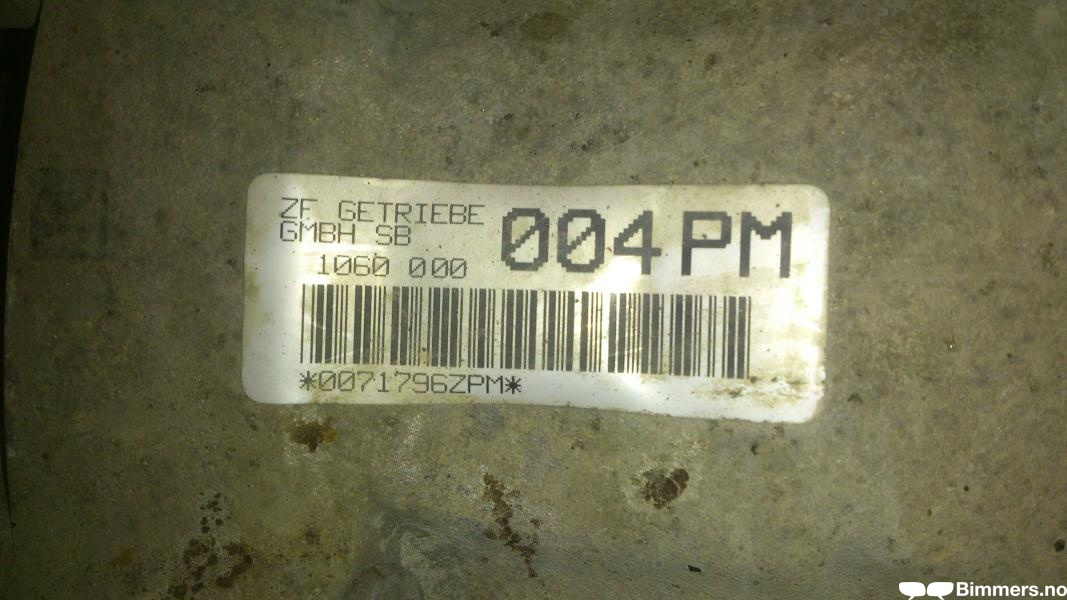 ZF GETRIEBE
GMBH SB
004 PM
1060 000
*0071796ZPM*
Bimmers.no